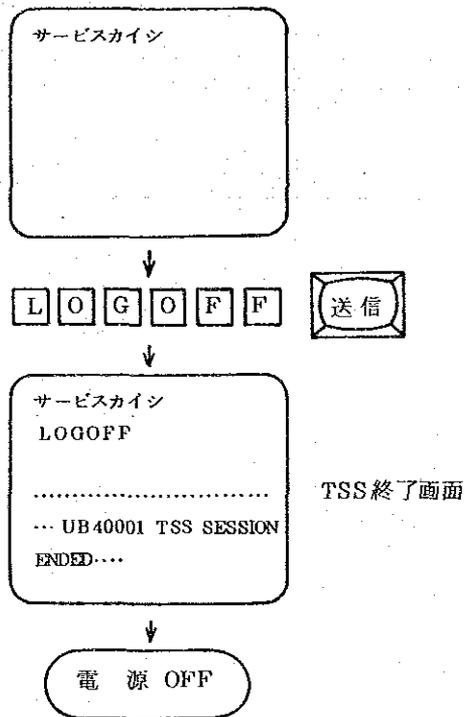 サービスカイシ
L O G O F F 送信
サービスカイシ
LOGOFF
............................
... UB40001 TSS SESSION
ENDED....
TSS終了画面
電源 OFF